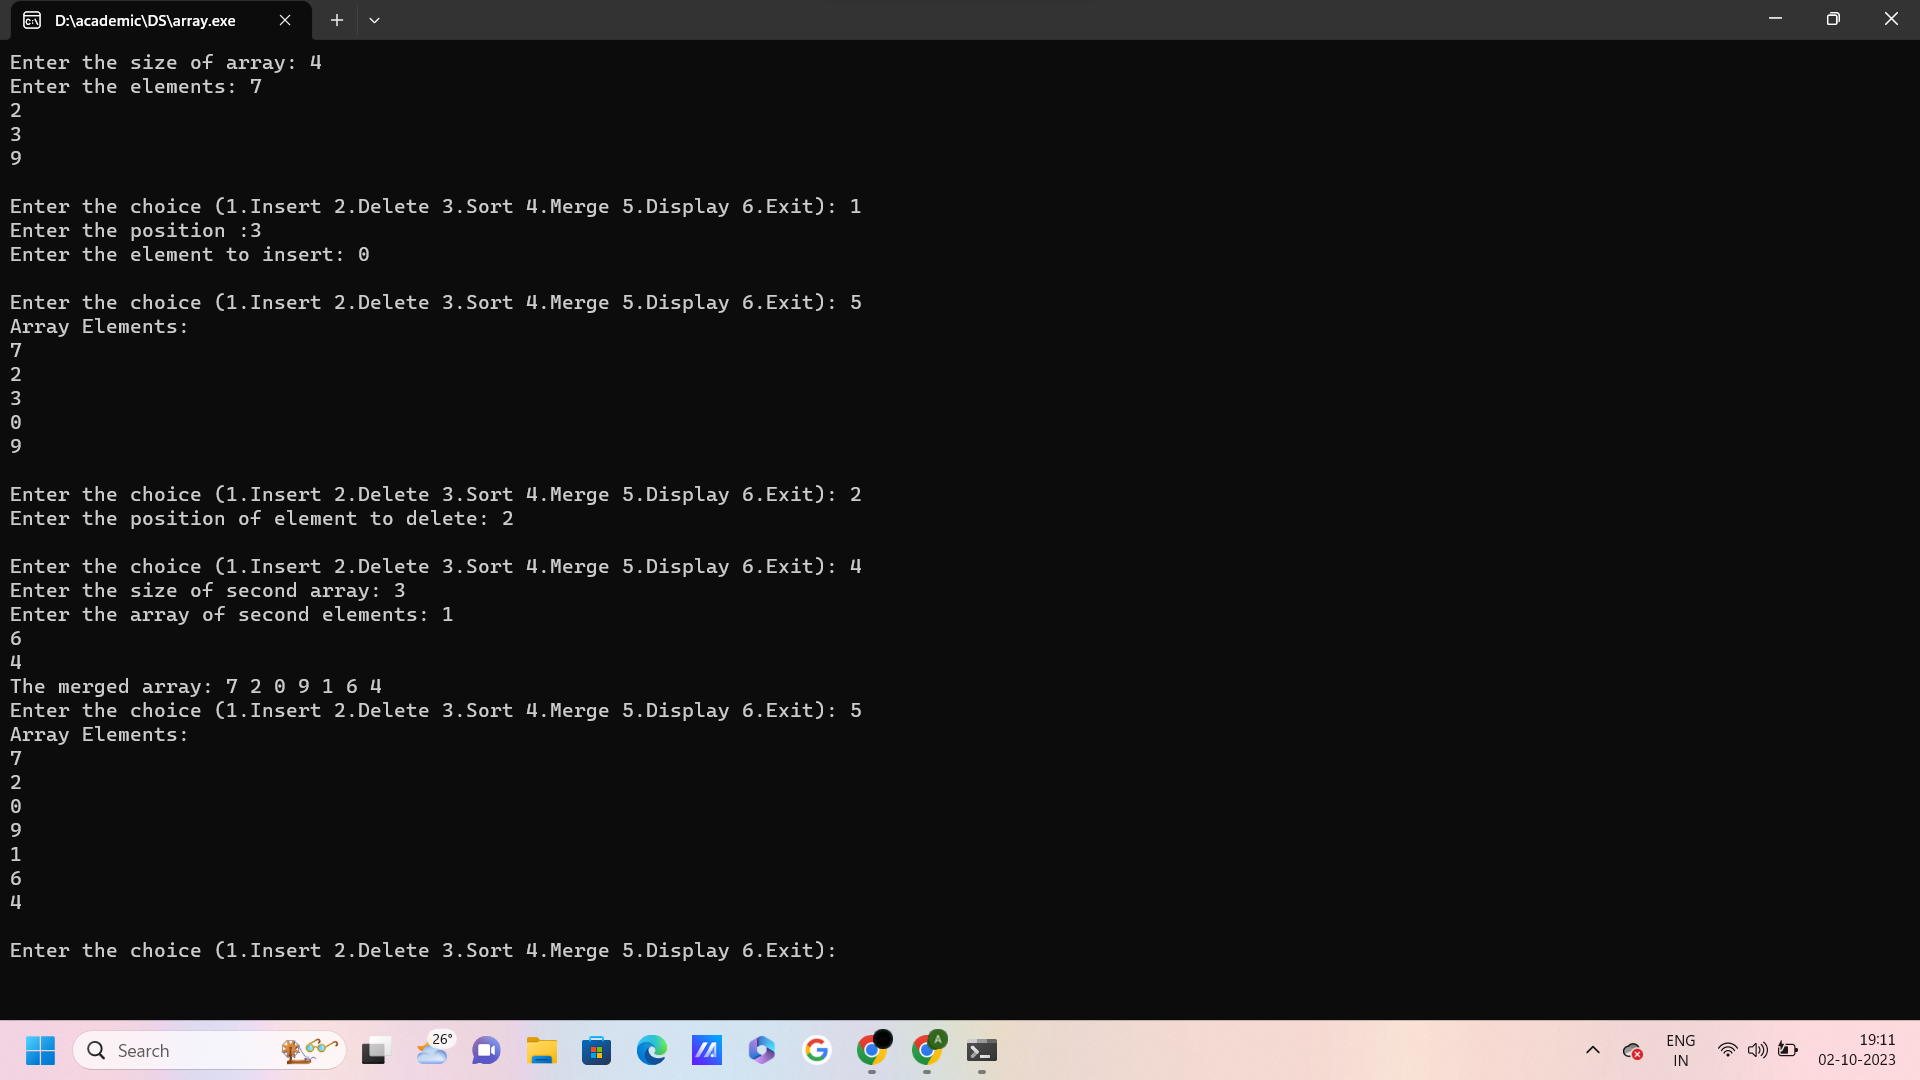 D:\academic\DS\array.exe
Enter the size of array: 4
Enter the elements: 7
2
3
9
Enter the choice (1.Insert 2.Delete 3.Sort 4.Merge 5.Display 6.Exit): 1
Enter the position :3
Enter the element to insert: 0
Enter the choice (1.Insert 2.Delete 3.Sort 4.Merge 5.Display 6.Exit): 5
Array Elements:
7
2
3
0
9
Enter the choice (1.Insert 2.Delete 3.Sort 4.Merge 5.Display 6.Exit): 2
Enter the position of element to delete: 2
Enter the choice (1.Insert 2.Delete 3.Sort 4.Merge 5.Display 6.Exit): 4
Enter the size of second array: 3
Enter the array of second elements: 1
6
4
The merged array: 7 2 0 9 1 6 4
Enter the choice (1.Insert 2.Delete 3.Sort 4.Merge 5.Display 6.Exit): 5
Array Elements:
7
2
0
9
1
6
4
Enter the choice (1.Insert 2.Delete 3.Sort 4.Merge 5.Display 6.Exit):
Search
26°
A
ENG
IN
19:11
02-10-2023